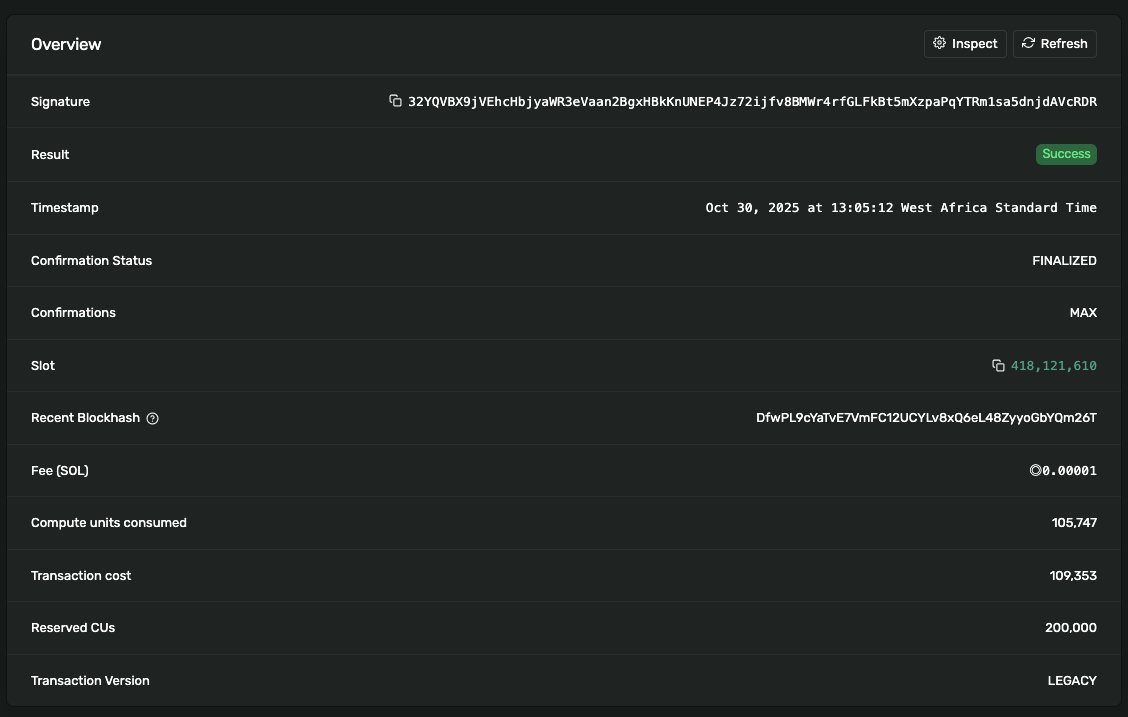 Overview
Inspect
Refresh
Signature
32YQVBX9jVEhcHbjyaWR3eVaan2BgxHBkKnUNEP4Jz72ijfv8BMWr4rfGLFkBt5mXzpaPqYTRm1sa5dnjdAVcRDR
Result
Success
Timestamp
Oct 30, 2025 at 13:05:12 West Africa Standard Time
Confirmation Status
FINALIZED
Confirmations
MAX
Slot
418,121,610
Recent Blockhash
DfwPL9cYaTvE7VmFC12UCYLv8xQ6eL48ZyyoGbYQm26T
Fee (SOL)
◎0.00001
Compute units consumed
105,747
Transaction cost
109,353
Reserved CUs
200,000
Transaction Version
LEGACY